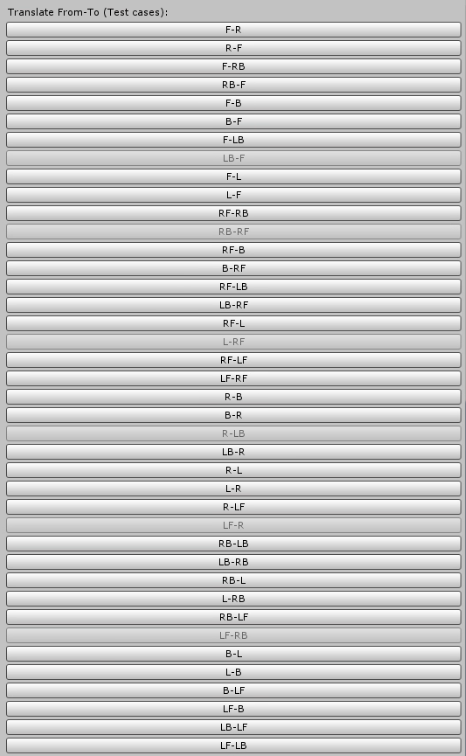 Translate From-To (Test cases):
F-R
R-F
F-RB
RB-F
F-B
B-F
F-LB
LB-F
F-L
L-F
RF-RB
RB-RF
RF-B
B-RF
RF-LB
LB-RF
RF-L
L-RF
RF-LF
LF-RF
R-B
B-R
R-LB
LB-R
R-L
L-R
R-LF
LF-R
RB-LB
LB-RB
RB-L
L-RB
RB-LF
LF-RB
B-L
L-B
B-LF
LF-B
LB-LF
LF-LB